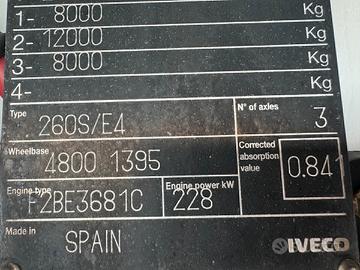 1- 8000 Kg
2- 12000 Kg
3- 8000 Kg
4- Kg
Type N° of axles
260S/E4 3
Wheelbase Corrected absorption value
4800 1395 0.841
Engine type Engine power kW
F2BE3681C 228
Made in
SPAIN IVECO